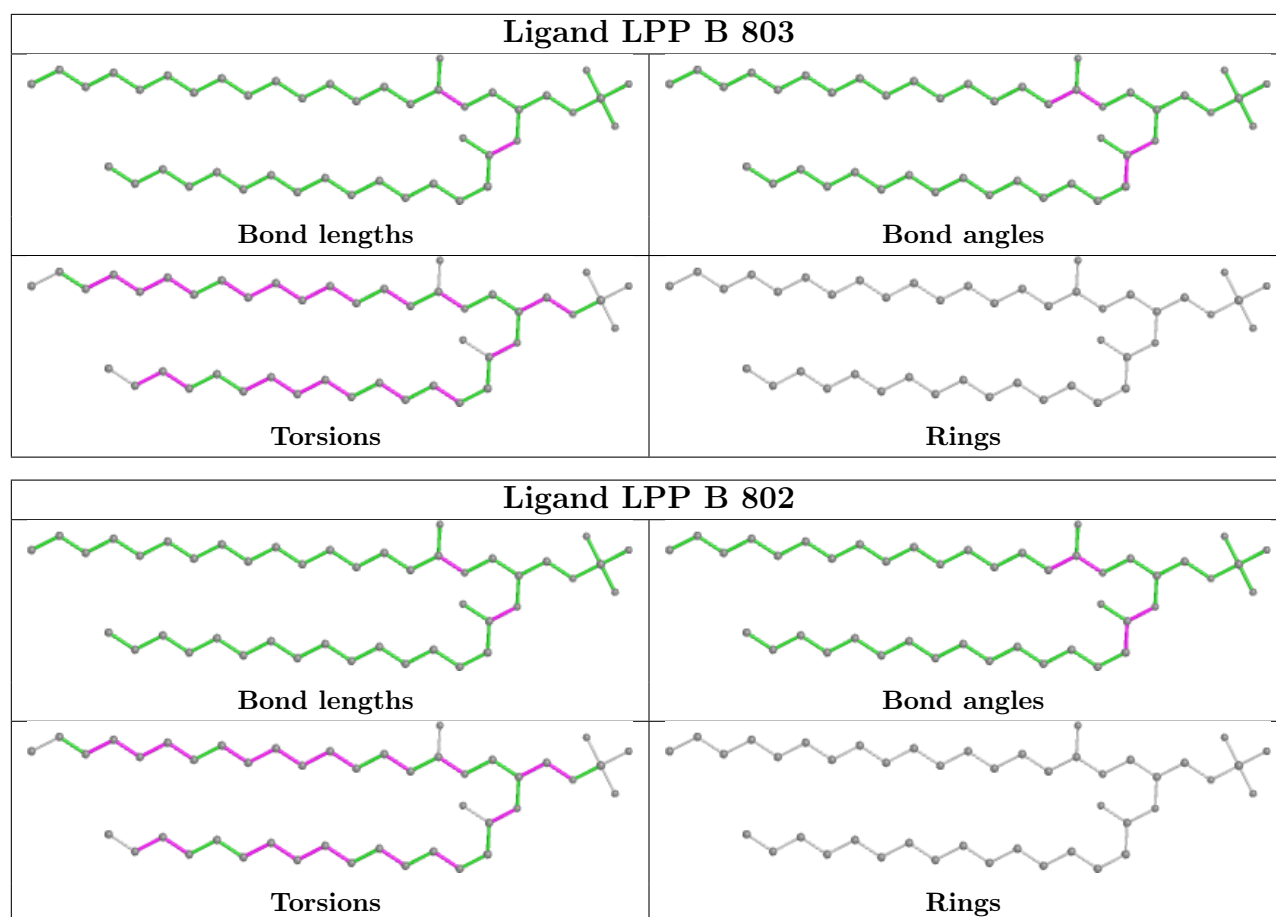 Ligand LPP B 803
Bond lengths
Bond angles
Torsions
Rings
Ligand LPP B 802
Bond lengths
Bond angles
Torsions
Rings